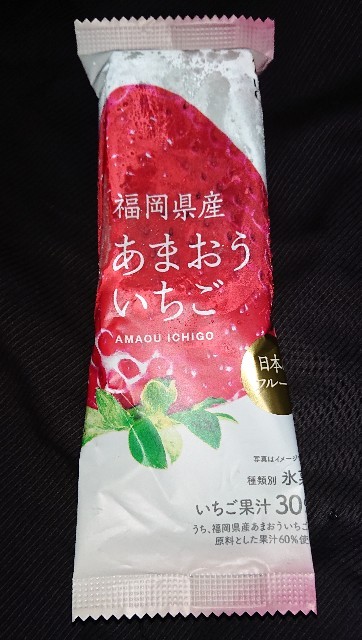 福岡県産
あまおう
いちご
AMAOU ICHIGO
日本
フルー
写真はイメージ
種類別 氷
いちご果汁 30
うち、福岡県産あまおういちご
原料とした果汁60%使